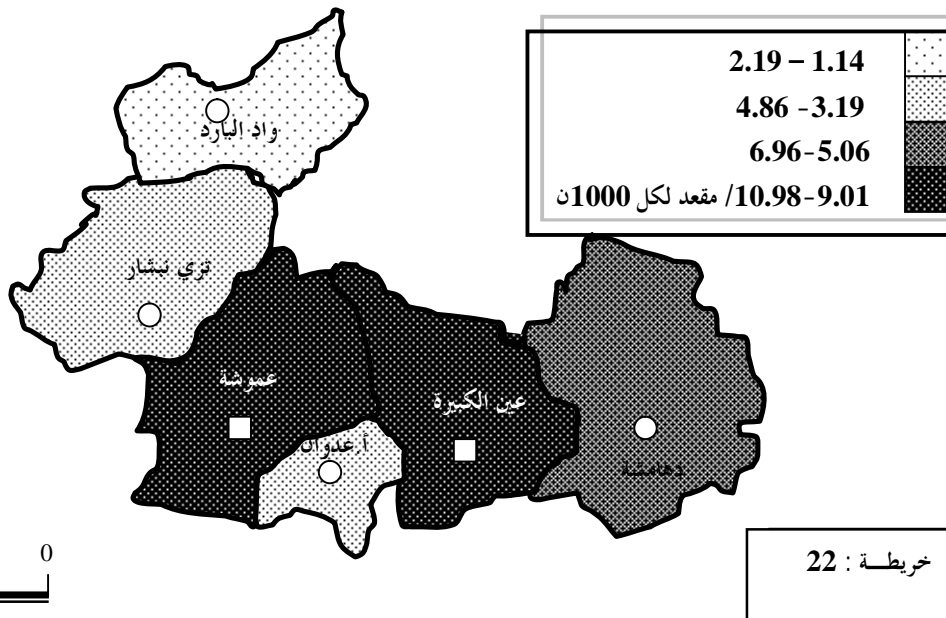 2.19 – 1.14
4.86 -3.19
6.96-5.06
10.98-9.01/ مقعد لكل 1000ن
واد البارد
تزي نبشار
عموشة
عين الكبيرة
أ.عدوان
دهامشة
0
خريطــة : 22